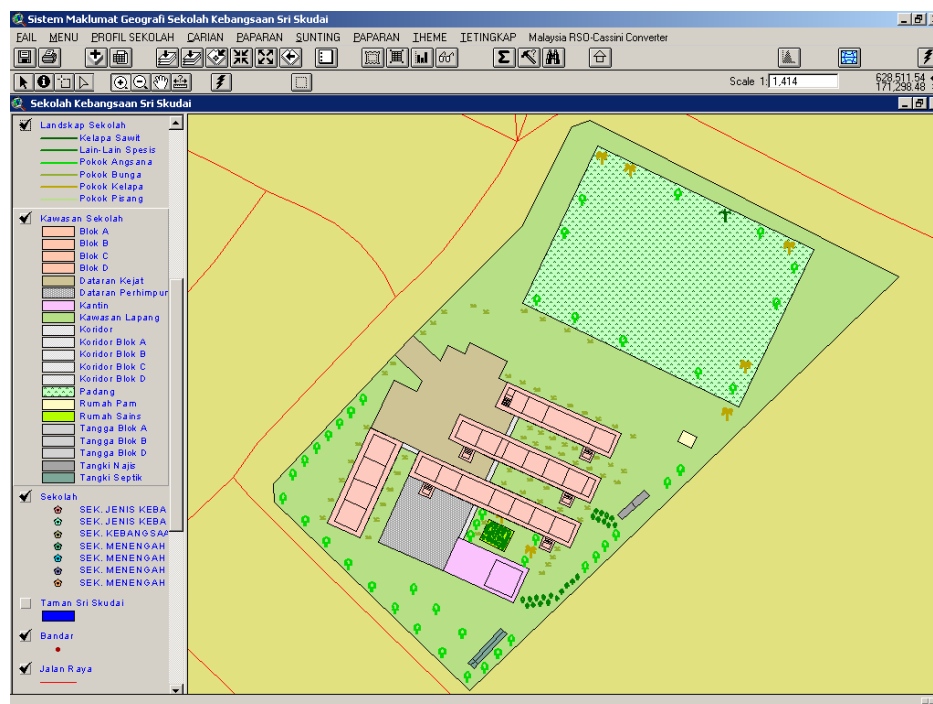 Sistem Maklumat Geografi Sekolah Kebangsaan Sri Skudai
FAIL MENU PROFIL SEKOLAH CARIAN PAPARAN SUNTING PAPARAN THEME TETINGKAP Malaysia RSO-Cassini Converter
Scale 1: 1,414
628,511.54
171,298.48
Sekolah Kebangsaan Sri Skudai
Landskap Sekolah
Kelapa Sawit
Lain-Lain Spesis
Pokok Angsana
Pokok Bunga
Pokok Kelapa
Pokok Pisang
Kawasan Sekolah
Blok A
Blok B
Blok C
Blok D
Dataran Kejat
Dataran Perhimpur
Kantin
Kawasan Lapang
Koridor
Koridor Blok A
Koridor Blok B
Koridor Blok C
Koridor Blok D
Padang
Rumah Pam
Rumah Sains
Tangga Blok A
Tangga Blok B
Tangga Blok D
Tangki Najis
Tangki Septik
Sekolah
SEK. JENIS KEBA
SEK. JENIS KEBA
SEK. KEBANGSAA
SEK. MENENGAH
SEK. MENENGAH
SEK. MENENGAH
SEK. MENENGAH
Taman Sri Skudai
Bandar
Jalan Raya